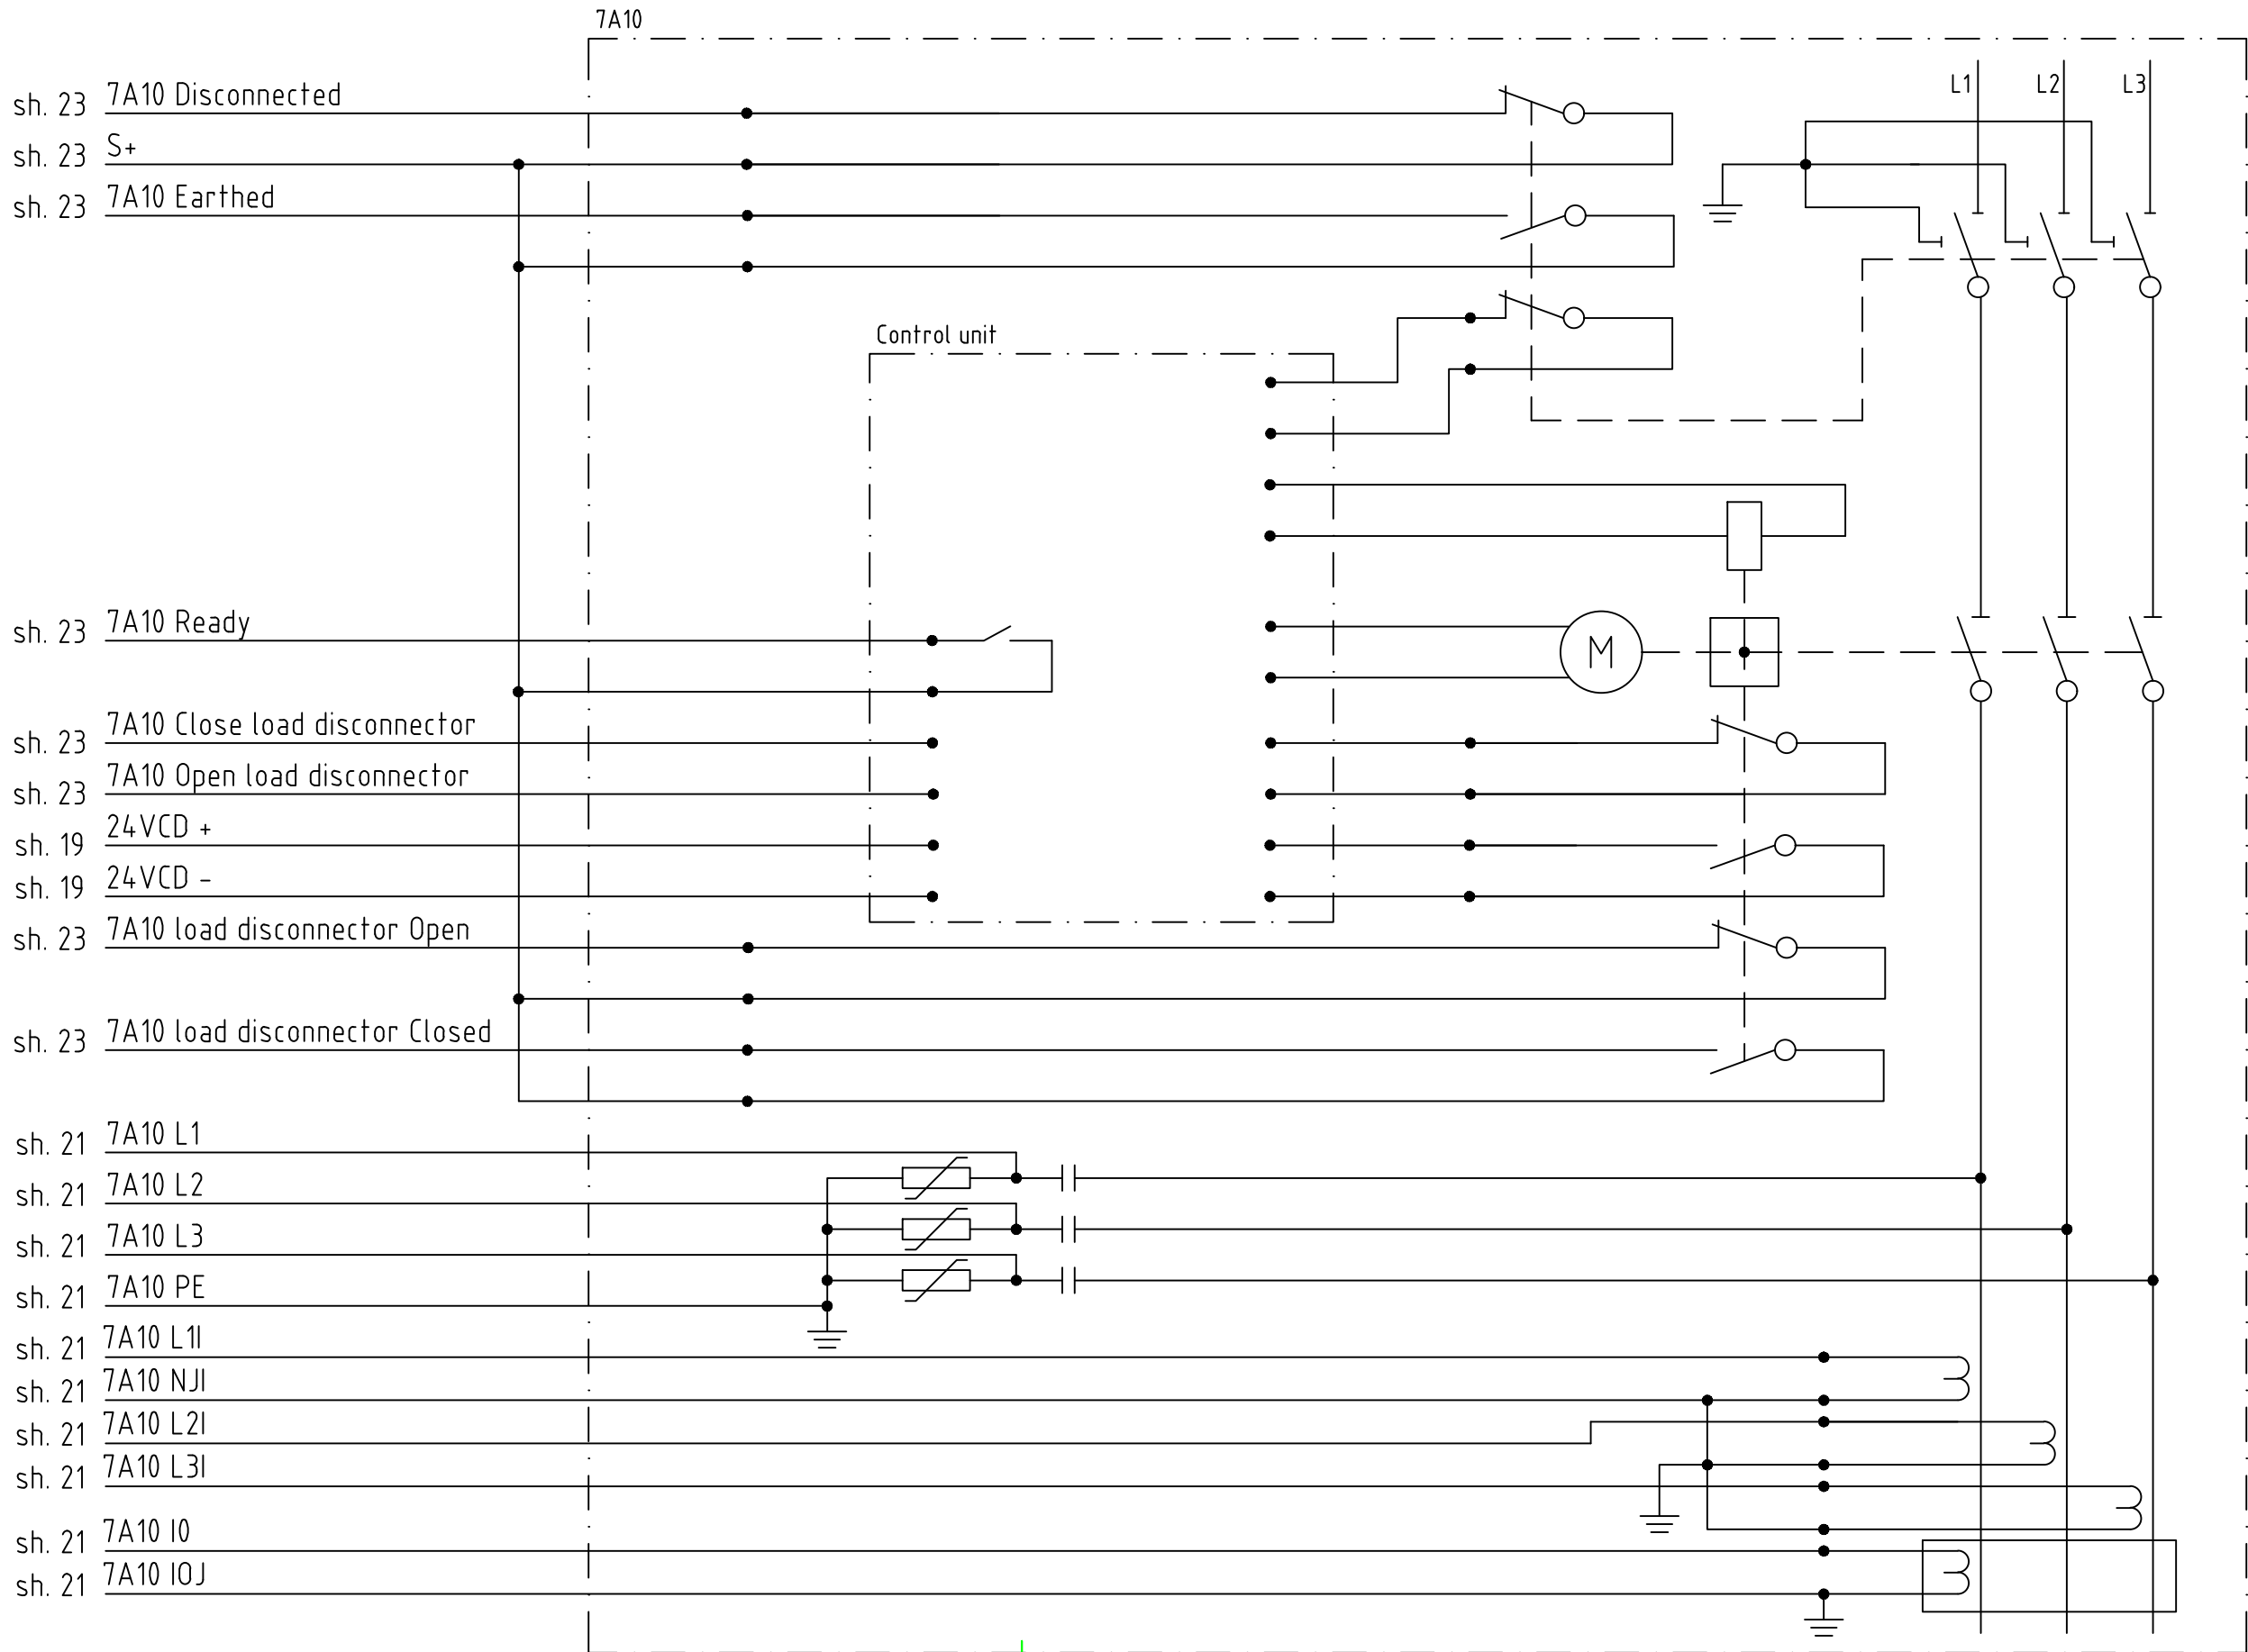 7A10
L1 L2 L3
sh. 23 7A10 Disconnected
sh. 23 S+
sh. 23 7A10 Earthed
Control unit
sh. 23 7A10 Ready
M
sh. 23 7A10 Close load disconnector
sh. 23 7A10 Open load disconnector
sh. 19 24VCD +
sh. 19 24VCD -
sh. 23 7A10 load disconnector Open
sh. 23 7A10 load disconnector Closed
sh. 21 7A10 L1
sh. 21 7A10 L2
sh. 21 7A10 L3
sh. 21 7A10 PE
sh. 21 7A10 L1I
sh. 21 7A10 NJI
sh. 21 7A10 L2I
sh. 21 7A10 L3I
sh. 21 7A10 I0
sh. 21 7A10 IOJ